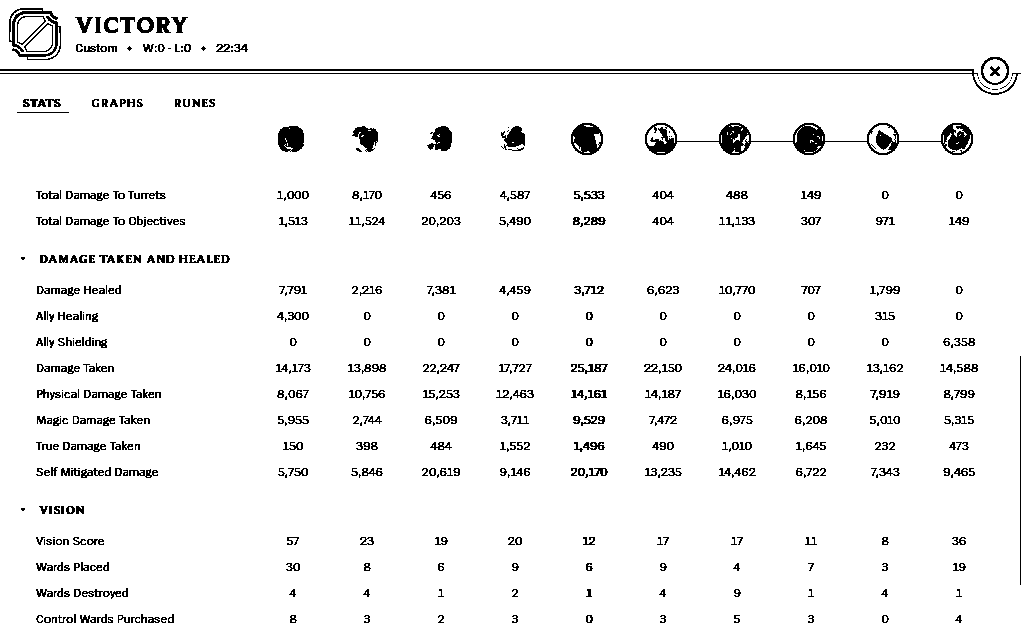 VICTORY
Custom • W:0 - L:0 • 22:34
STATS GRAPHS RUNES
Total Damage To Turrets 1,000 8,170 456 4,587 5,533 404 488 149 0 0
Total Damage To Objectives 1,513 11,524 20,203 5,490 8,289 404 11,133 307 971 149
DAMAGE TAKEN AND HEALED
Damage Healed 7,791 2,216 7,381 4,459 3,712 6,623 10,770 707 1,799 0
Ally Healing 4,300 0 0 0 0 0 0 0 315 0
Ally Shielding 0 0 0 0 0 0 0 0 0 6,358
Damage Taken 14,173 13,898 22,247 17,727 25,187 22,150 24,016 16,010 13,162 14,588
Physical Damage Taken 8,067 10,756 15,253 12,463 14,161 14,187 16,030 8,156 7,919 8,799
Magic Damage Taken 5,955 2,744 6,509 3,711 9,529 7,472 6,975 6,208 5,010 5,315
True Damage Taken 150 398 484 1,552 1,496 490 1,010 1,645 232 473
Self Mitigated Damage 5,750 5,846 20,619 9,146 20,170 13,235 14,462 6,722 7,343 9,465
VISION
Vision Score 57 23 19 20 12 17 17 11 8 36
Wards Placed 30 8 6 9 6 9 4 7 3 19
Wards Destroyed 4 4 1 2 1 4 9 1 4 1
Control Wards Purchased 8 3 2 3 0 3 5 3 0 4